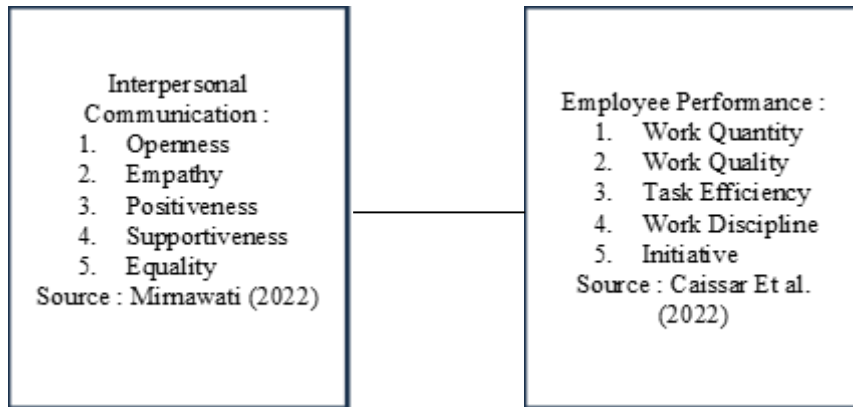 Interpersonal
Communication :
1. Openness
2. Empathy
3. Positiveness
4. Supportiveness
5. Equality
Source : Mirnawati (2022)
Employee Performance :
1. Work Quantity
2. Work Quality
3. Task Efficiency
4. Work Discipline
5. Initiative
Source : Caissar Et al.
(2022)